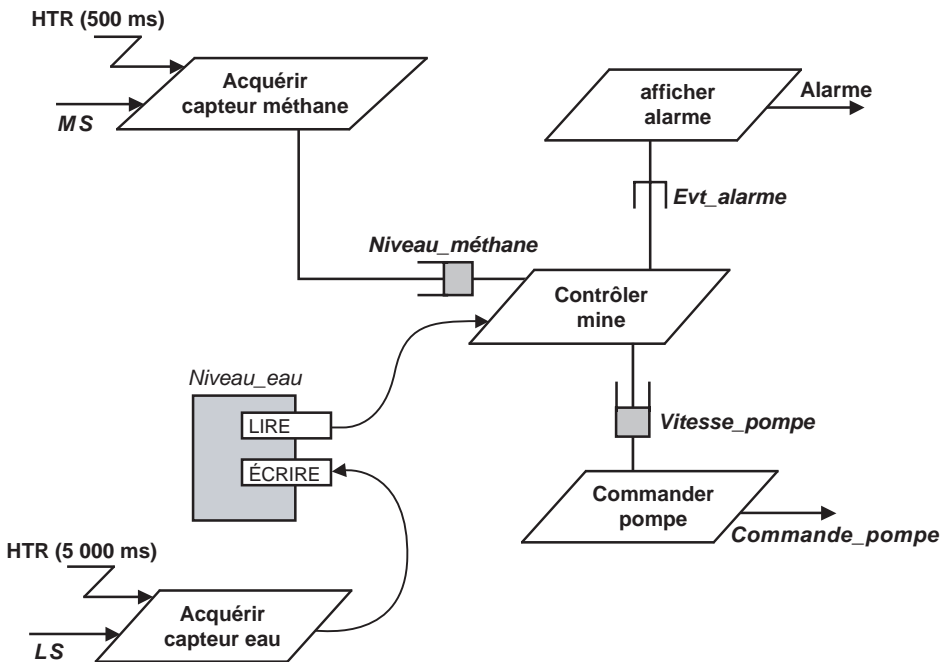 HTR (500 ms)
Acquérir
capteur méthane
MS
afficher
alarme
Alarme
Evt_alarme
Niveau_méthane
Contrôler
mine
Niveau_eau
LIRE
ÉCRIRE
Vitesse_pompe
Commander
pompe
Commande_pompe
HTR (5 000 ms)
Acquérir
capteur eau
LS